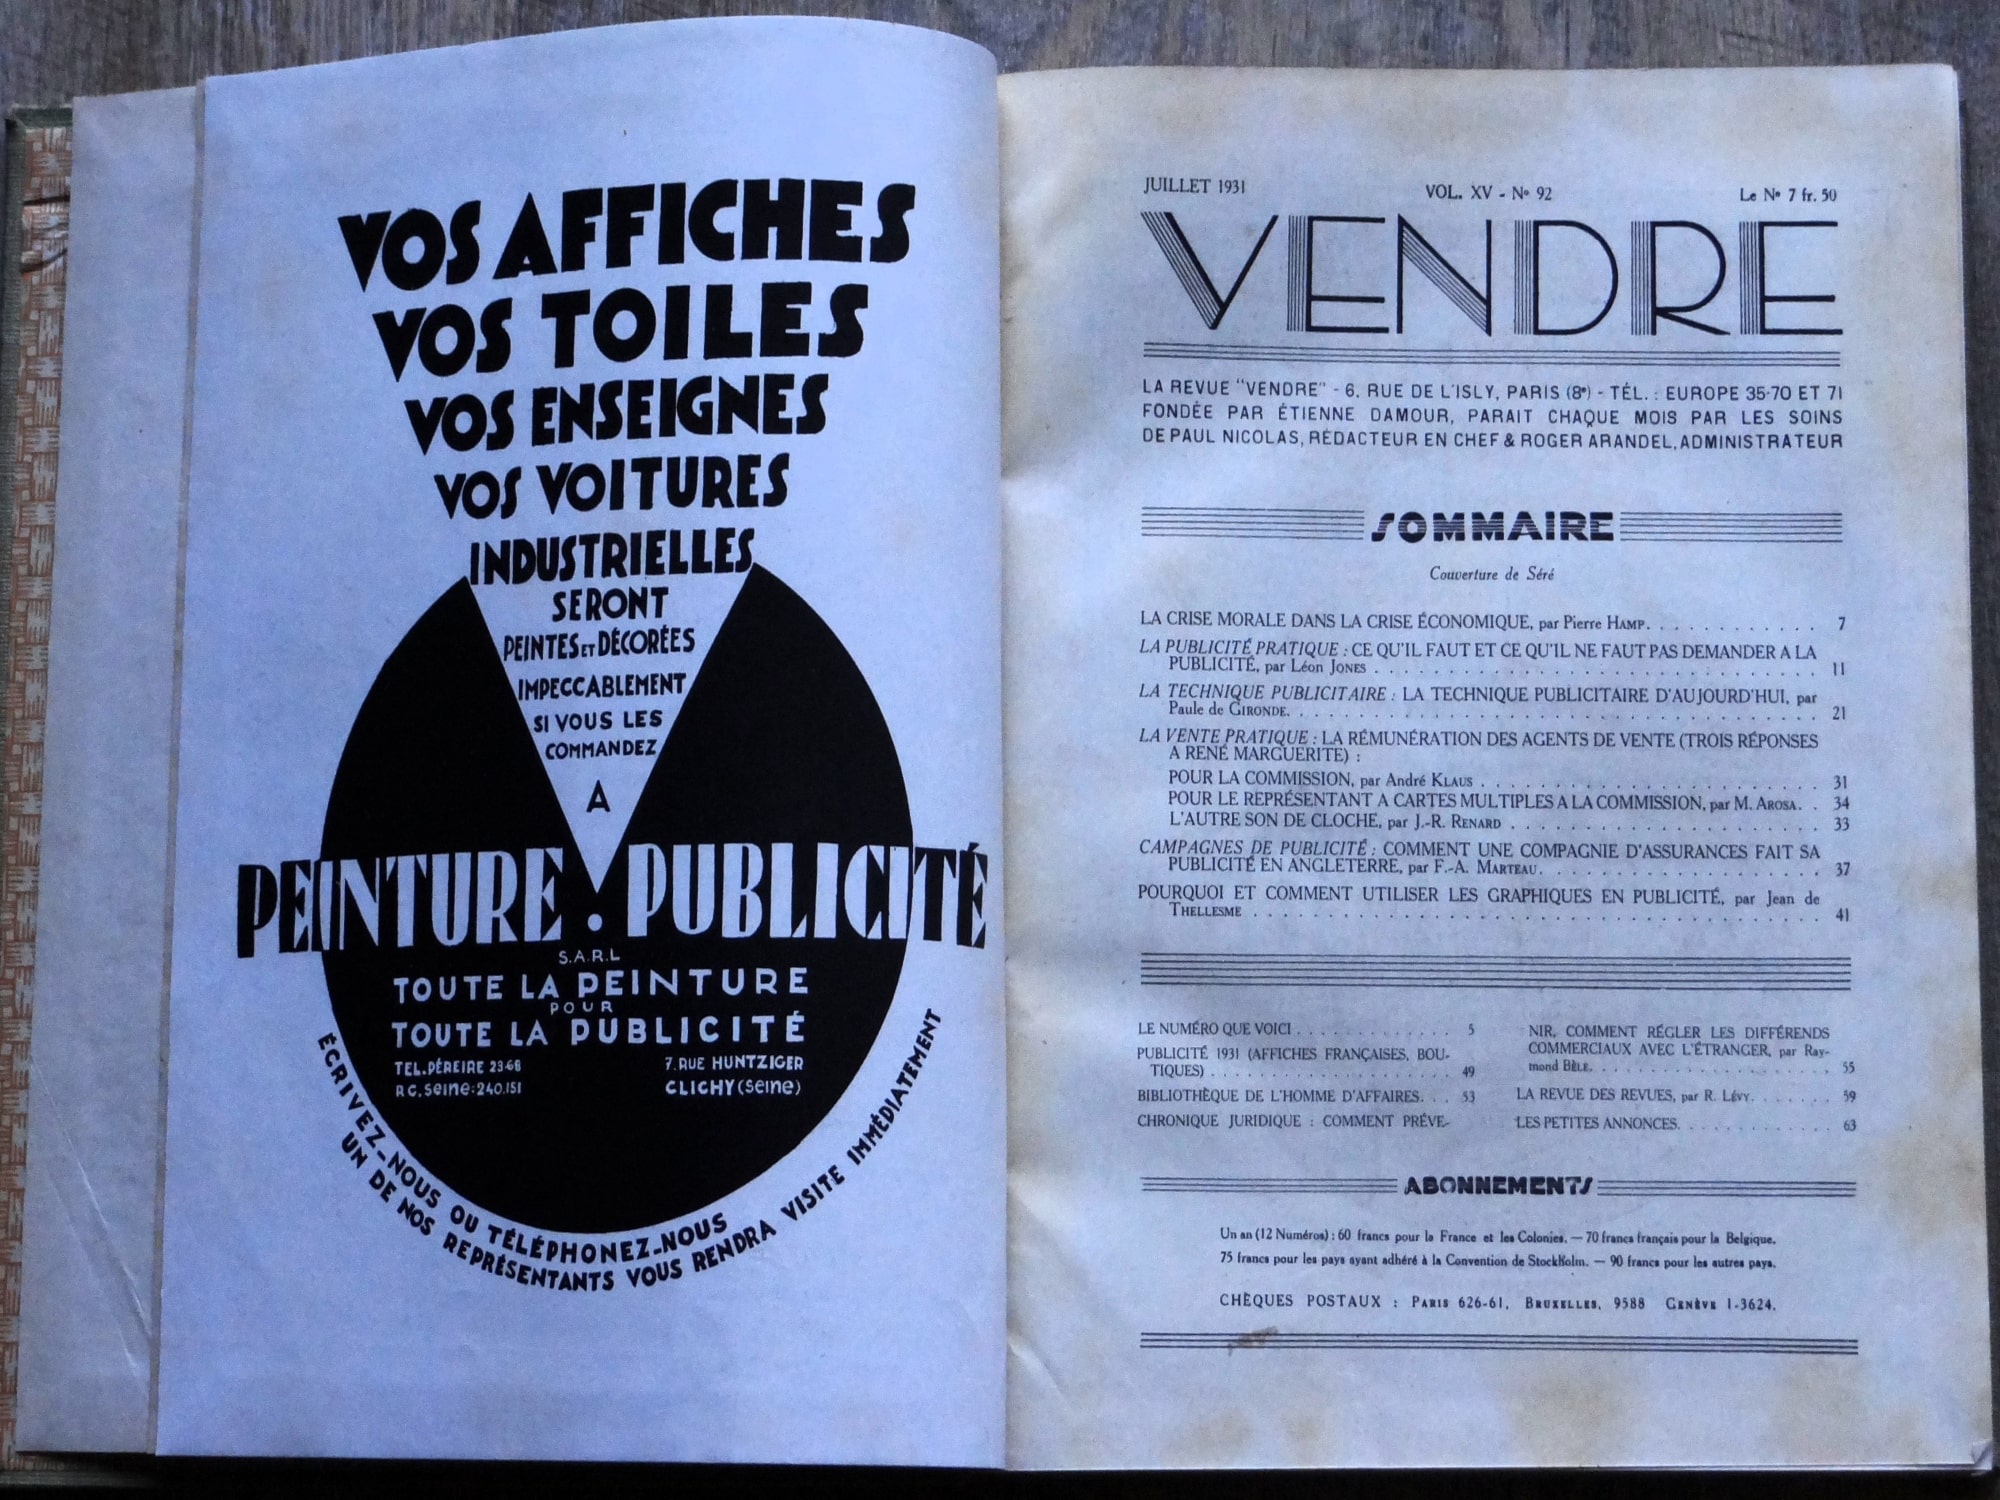 VOS AFFICHES
VOS TOILES
VOS ENSEIGNES
VOS VOITURES
INDUSTRIELLES
SERONT
PEINTES ET DÉCORÉES
IMPECCABLEMENT
SI VOUS LES
COMMANDEZ
A
PEINTURE . PUBLICITÉ
S.A.R.L
TOUTE LA PEINTURE
POUR
TOUTE LA PUBLICITÉ
TEL. PÉREIRE 23-68
R.C. Seine: 240.151
7. RUE HUNTZIGER
CLICHY (Seine)
ÉCRIVEZ-NOUS OU TÉLÉPHONEZ-NOUS
UN DE NOS REPRÉSENTANTS VOUS RENDRA VISITE IMMÉDIATEMENT
JUILLET 1931
VOL. XV - No 92
Le No 7 fr. 50
VENDRE
LA REVUE "VENDRE" - 6, RUE DE L'ISLY, PARIS (8e) - TÉL. : EUROPE 35-70 ET 71
FONDÉE PAR ÉTIENNE DAMOUR, PARAIT CHAQUE MOIS PAR LES SOINS
DE PAUL NICOLAS, RÉDACTEUR EN CHEF & ROGER ARANDEL, ADMINISTRATEUR
SOMMAIRE
Couverture de Séré
LA CRISE MORALE DANS LA CRISE ÉCONOMIQUE, par Pierre HAMP. . . . . . . . . . . . 7
LA PUBLICITÉ PRATIQUE : CE QU'IL FAUT ET CE QU'IL NE FAUT PAS DEMANDER A LA
PUBLICITÉ, par Léon JONES . . . . . . . . . . . . 11
LA TECHNIQUE PUBLICITAIRE : LA TECHNIQUE PUBLICITAIRE D'AUJOURD'HUI, par
Paule de GIRONDE. . . . . . . . . . . . 21
LA VENTE PRATIQUE : LA RÉMUNÉRATION DES AGENTS DE VENTE (TROIS RÉPONSES
A RENÉ MARGUERITE) :
POUR LA COMMISSION, par André KLAUS . . . . . . . . . . . . 31
POUR LE REPRÉSENTANT A CARTES MULTIPLES A LA COMMISSION, par M. AROSA. . 34
L'AUTRE SON DE CLOCHE, par J.-R. RENARD . . . . . . . . . . . . 33
CAMPAGNES DE PUBLICITÉ : COMMENT UNE COMPAGNIE D'ASSURANCES FAIT SA
PUBLICITÉ EN ANGLETERRE, par F.-A. MARTEAU. . . . . . . . . . . . 37
POURQUOI ET COMMENT UTILISER LES GRAPHIQUES EN PUBLICITÉ, par Jean de
THELLESME . . . . . . . . . . . . 41
LE NUMÉRO QUE VOICI . . . . . . . . . . . . 5
PUBLICITÉ 1931 (AFFICHES FRANÇAISES, BOU-
TIQUES) . . . . . . . . . . . . 49
BIBLIOTHÈQUE DE L'HOMME D'AFFAIRES. . . 53
CHRONIQUE JURIDIQUE : COMMENT PRÉVE-
NIR, COMMENT RÉGLER LES DIFFÉRENDS
COMMERCIAUX AVEC L'ÉTRANGER, par Ray-
mond BÈLE. . . . . . . . . . . . 55
LA REVUE DES REVUES, par R. LÉVY. . . . . . . 59
LES PETITES ANNONCES. . . . . . . . . . . . 63
ABONNEMENTS
Un an (12 Numéros) : 60 francs pour la France et les Colonies. — 70 francs français pour la Belgique.
75 francs pour les pays ayant adhéré à la Convention de Stockholm. — 90 francs pour les autres pays.
CHÈQUES POSTAUX : PARIS 626-61, BRUXELLES, 9588 GENÈVE 1-3624.